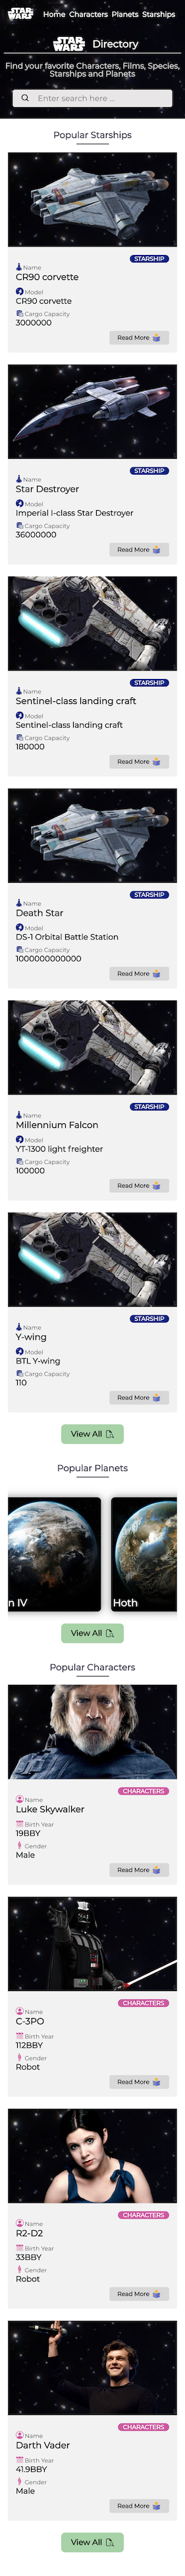 STAR WARS Home Characters Planets Starships
STAR WARS Directory
Find your favorite Characters, Films, Species,
Starships and Planets
Enter search here ...
Popular Starships
STARSHIP
Name
CR90 corvette
Model
CR90 corvette
Cargo Capacity
3000000
Read More
STARSHIP
Name
Star Destroyer
Model
Imperial I-class Star Destroyer
Cargo Capacity
36000000
Read More
STARSHIP
Name
Sentinel-class landing craft
Model
Sentinel-class landing craft
Cargo Capacity
180000
Read More
STARSHIP
Name
Death Star
Model
DS-1 Orbital Battle Station
Cargo Capacity
1000000000000
Read More
STARSHIP
Name
Millennium Falcon
Model
YT-1300 light freighter
Cargo Capacity
100000
Read More
STARSHIP
Name
Y-wing
Model
BTL Y-wing
Cargo Capacity
110
Read More
View All
Popular Planets
n IV Hoth
View All
Popular Characters
CHARACTERS
Name
Luke Skywalker
Birth Year
19BBY
Gender
Male
Read More
CHARACTERS
Name
C-3PO
Birth Year
112BBY
Gender
Robot
Read More
CHARACTERS
Name
R2-D2
Birth Year
33BBY
Gender
Robot
Read More
CHARACTERS
Name
Darth Vader
Birth Year
41.9BBY
Gender
Male
Read More
View All